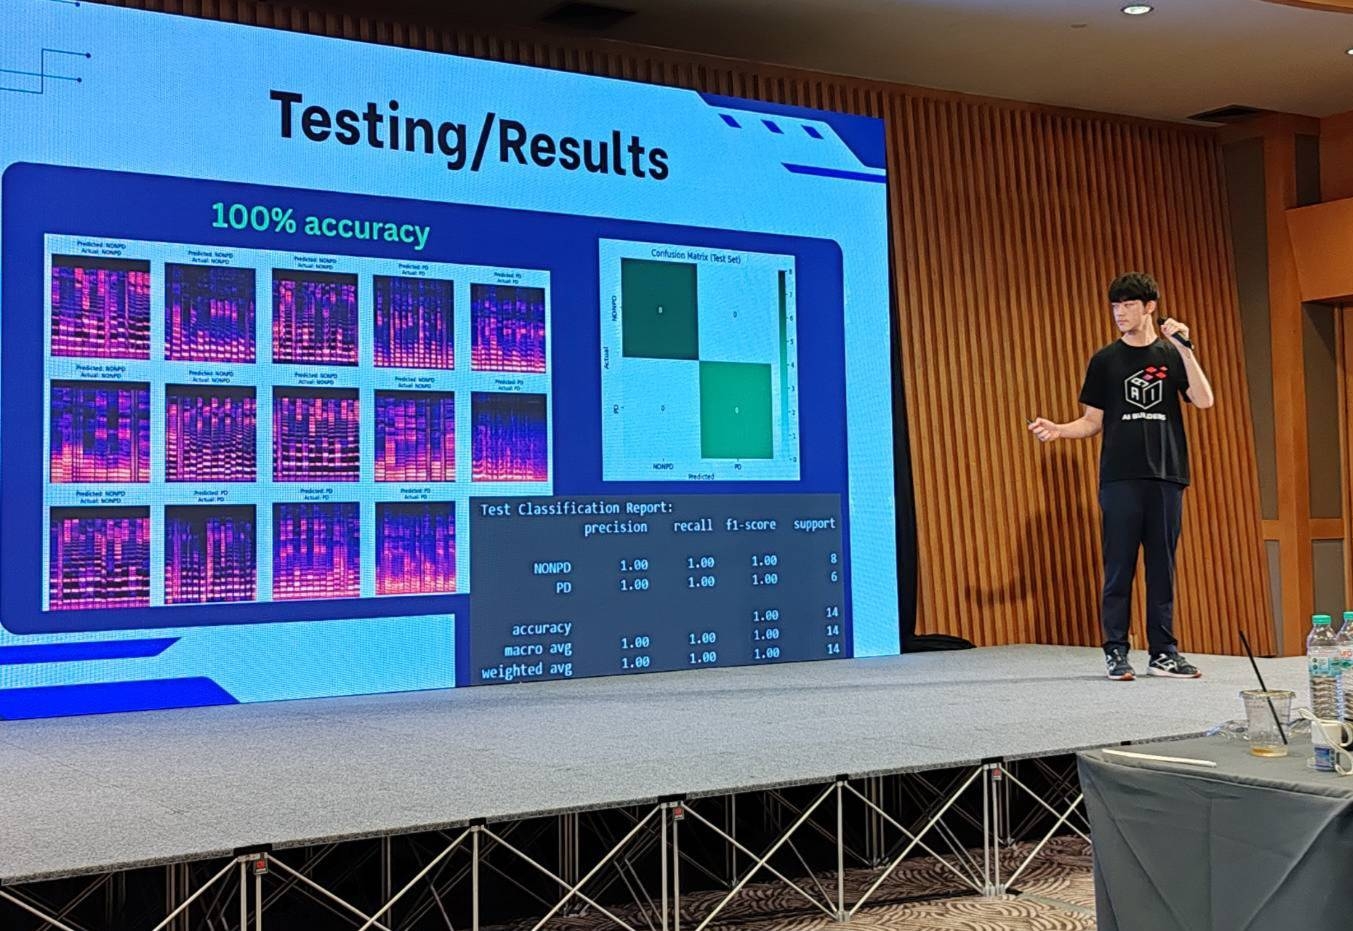 Testing/Results
100% accuracy
Predicted: NONPD
Actual: NONPD
Predicted: NONPD
Actual: NONPD
Predicted: NONPD
Actual: NONPD
Predicted: PD
Actual: PD
Predicted: PD
Actual: PD
Predicted: NONPD
Actual: NONPD
Predicted: NONPD
Actual: NONPD
Predicted: NONPD
Actual: NONPD
Predicted: NONPD
Actual: NONPD
Predicted: PD
Actual: PD
Predicted: NONPD
Actual: NONPD
Predicted: PD
Actual: PD
Predicted: PD
Actual: PD
Predicted: PD
Actual: PD
Confusion Matrix (Test Set)
NONPD
8
0
Actual
PD
0
6
NONPD
PD
Predicted
Test Classification Report:
precision recall f1-score support
NONPD 1.00 1.00 1.00 8
PD 1.00 1.00 1.00 6
accuracy 1.00 14
macro avg 1.00 1.00 1.00 14
weighted avg 1.00 1.00 1.00 14
AI
AI BUILDERS